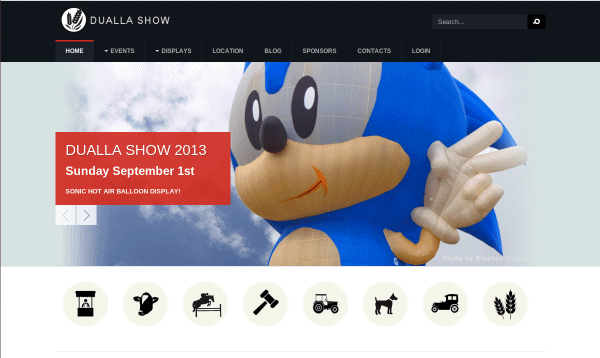 DUALLA SHOW
Search...
HOME
EVENTS
DISPLAYS
LOCATION
BLOG
SPONSORS
CONTACTS
LOGIN
DUALLA SHOW 2013
Sunday September 1st
SONIC HOT AIR BALLOON DISPLAY!
Photo by Stephen